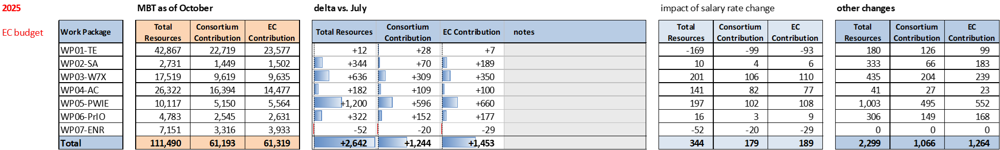 2025 MBT as of October delta vs. July impact of salary rate change other changes
EC budget Work Package Total Resources Consortium Contribution EC Contribution Total Resources Consortium Contribution EC Contribution notes Total Resources Consortium Contribution EC Contribution Total Resources Consortium Contribution EC Contribution
WP01-TE 42,867 22,719 23,577 +12 +28 +7 -169 -99 -93 180 126 99
WP02-SA 2,731 1,449 1,502 +344 +70 +189 10 4 6 333 66 183
WP03-W7X 17,519 9,619 9,635 +636 +309 +350 201 106 110 435 204 239
WP04-AC 26,322 16,394 14,477 +182 +109 +100 141 82 77 41 27 23
WP05-PWIE 10,117 5,150 5,564 +1,200 +596 +660 197 102 108 1,003 495 552
WP06-PrIO 4,783 2,545 2,631 +322 +152 +177 16 3 9 306 149 168
WP07-ENR 7,151 3,316 3,933 -52 -20 -29 -52 -20 -29 0 0 0
Total 111,490 61,193 61,319 +2,642 +1,244 +1,453 344 179 189 2,299 1,066 1,264